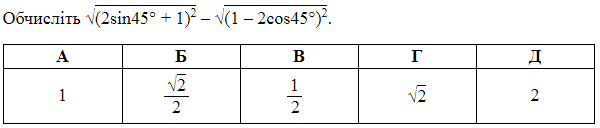 Обчисліть √(2sin45° + 1)² – √(1 – 2cos45°)².
А Б В Г Д
1 √2/2 1/2 √2 2